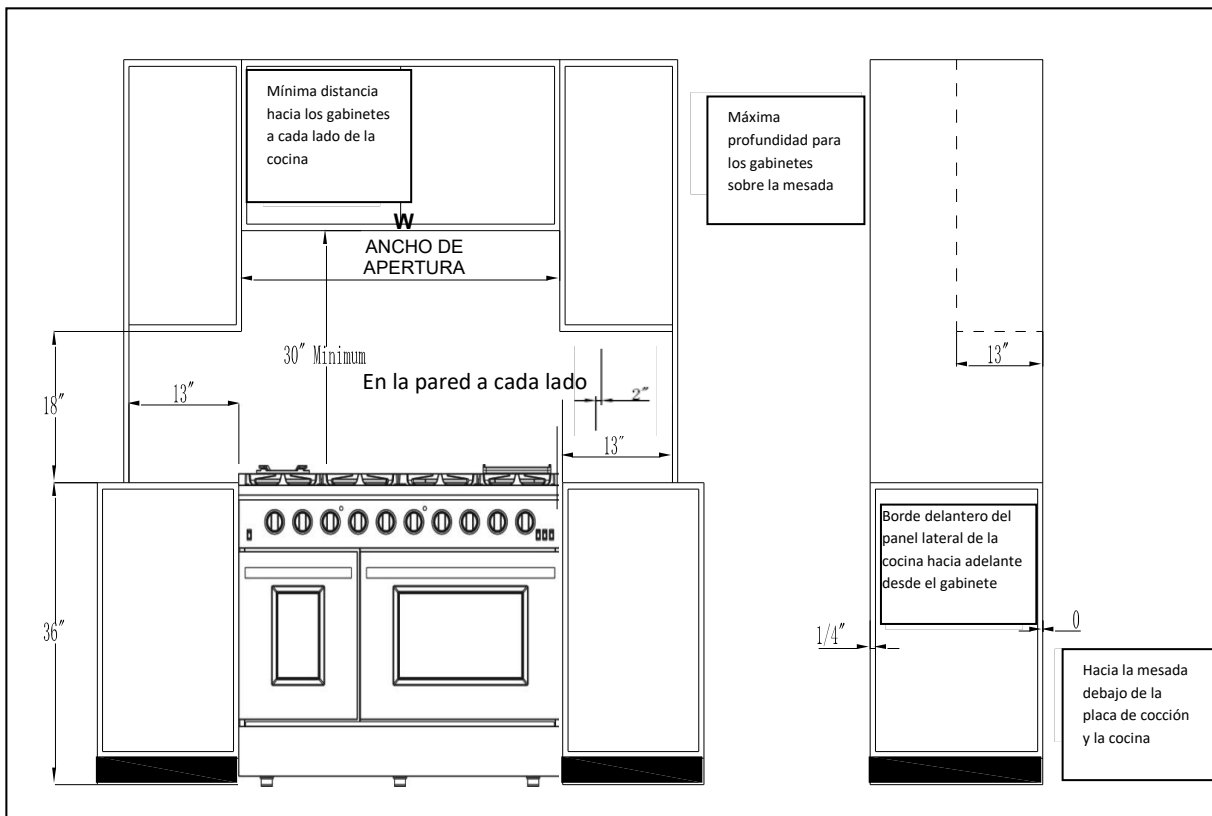 Mínima distancia
hacia los gabinetes
a cada lado de la
cocina
Máxima
profundidad para
los gabinetes
sobre la mesada
W
ANCHO DE
APERTURA
30" Minimum
En la pared a cada lado
2"
18"
13"
13"
13"
36"
Borde delantero del
panel lateral de la
cocina hacia adelante
desde el gabinete
1/4"
0
Hacia la mesada
debajo de la
placa de cocción
y la cocina